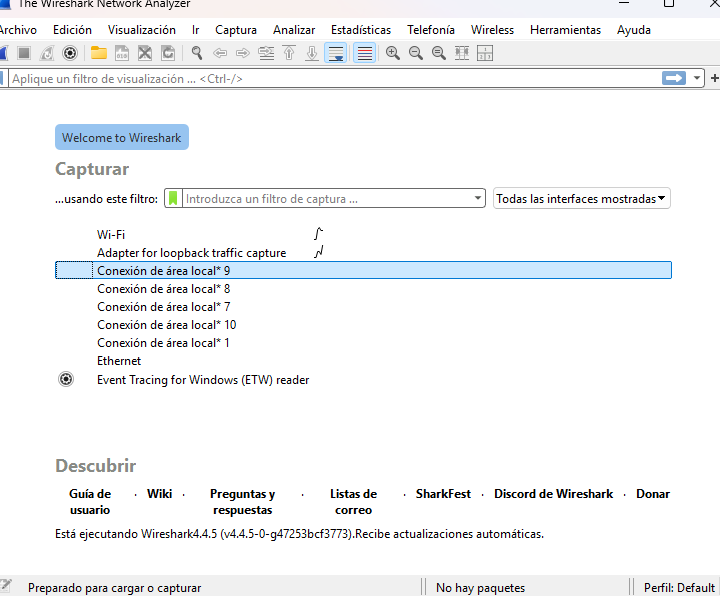 The Wireshark Network Analyzer
Archivo Edición Visualización Ir Captura Analizar Estadísticas Telefonía Wireless Herramientas Ayuda
Aplique un filtro de visualización ... <Ctrl-/>
Welcome to Wireshark
Capturar
...usando este filtro: Introduzca un filtro de captura ... Todas las interfaces mostradas
Wi-Fi
Adapter for loopback traffic capture
Conexión de área local* 9
Conexión de área local* 8
Conexión de área local* 7
Conexión de área local* 10
Conexión de área local* 1
Ethernet
Event Tracing for Windows (ETW) reader
Descubrir
Guía de usuario · Wiki · Preguntas y respuestas · Listas de correo · SharkFest · Discord de Wireshark · Donar
Está ejecutando Wireshark4.4.5 (v4.4.5-0-g47253bcf3773).Recibe actualizaciones automáticas.
Preparado para cargar o capturar No hay paquetes Perfil: Default